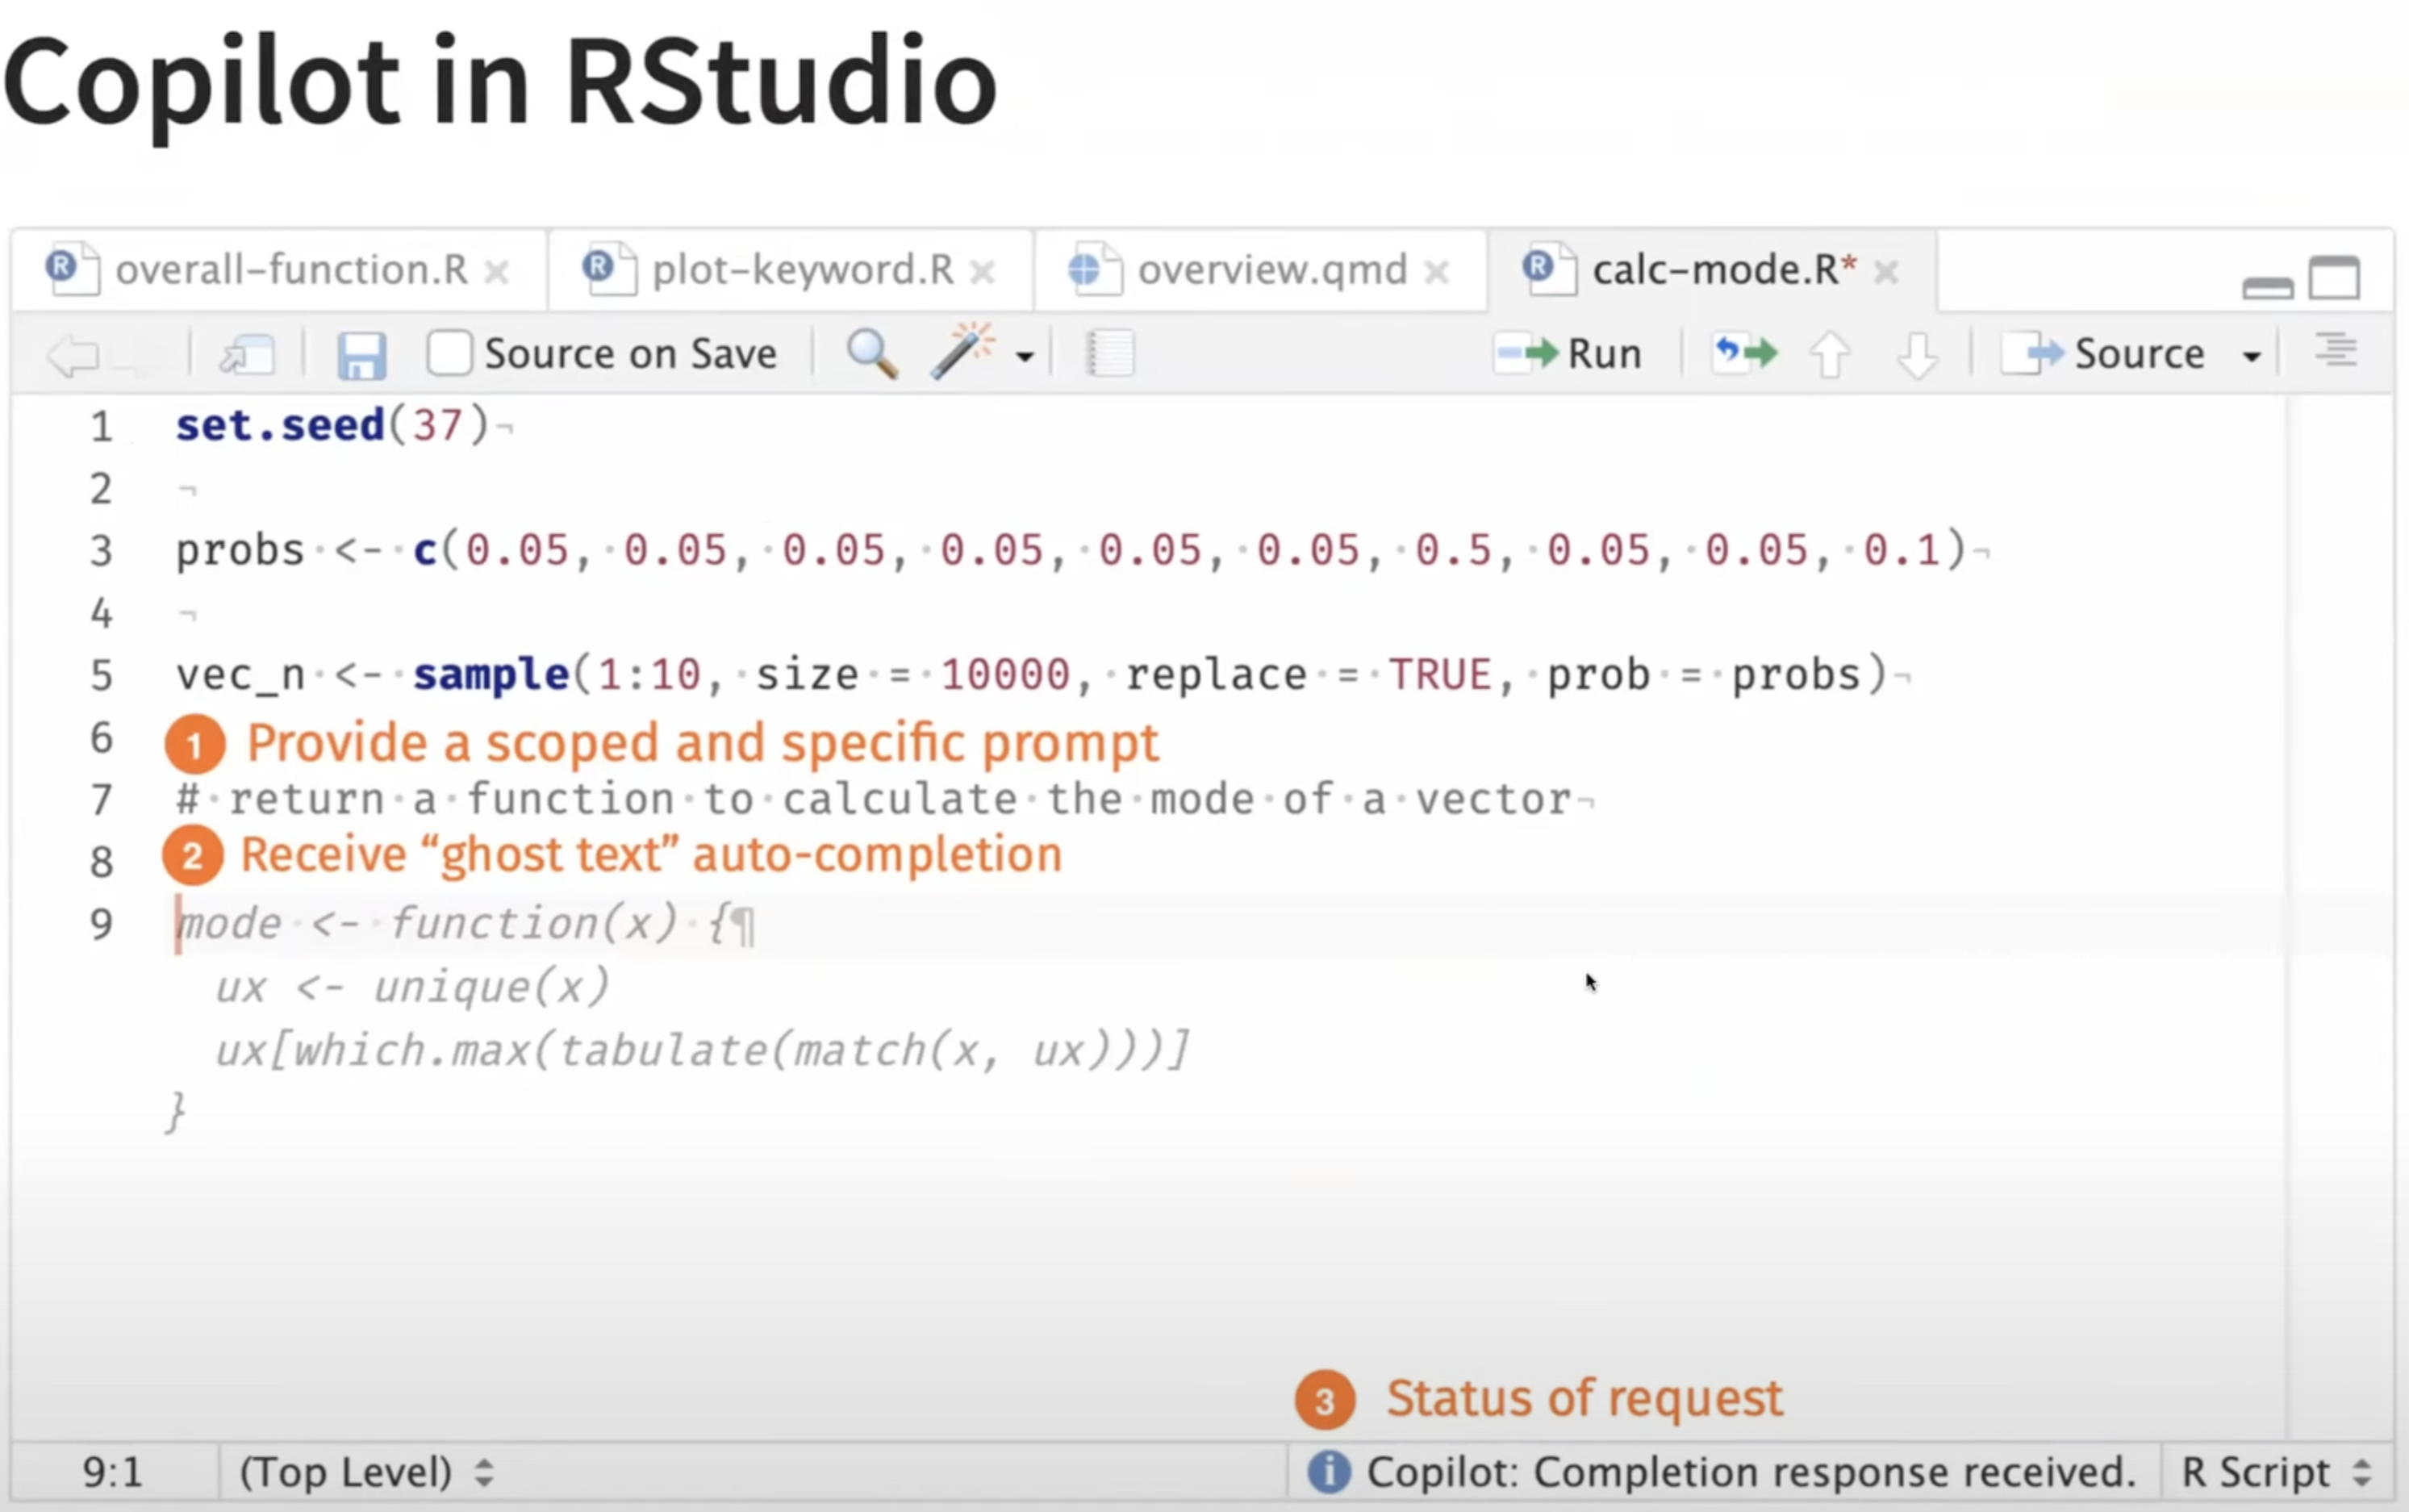 Copilot in RStudio
overall-function.R plot-keyword.R overview.qmd calc-mode.R*
Source on Save Run Source
1 set.seed(37)¬
2 ¬
3 probs <- c(0.05, 0.05, 0.05, 0.05, 0.05, 0.05, 0.5, 0.05, 0.05, 0.1)¬
4 ¬
5 vec_n <- sample(1:10, size = 10000, replace = TRUE, prob = probs)¬
6 1 Provide a scoped and specific prompt
7 # return a function to calculate the mode of a vector¬
8 2 Receive “ghost text” auto-completion
9 mode <- function(x) {¶
ux <- unique(x)
ux[which.max(tabulate(match(x, ux)))]
}
3 Status of request
9:1 (Top Level) Copilot: Completion response received. R Script